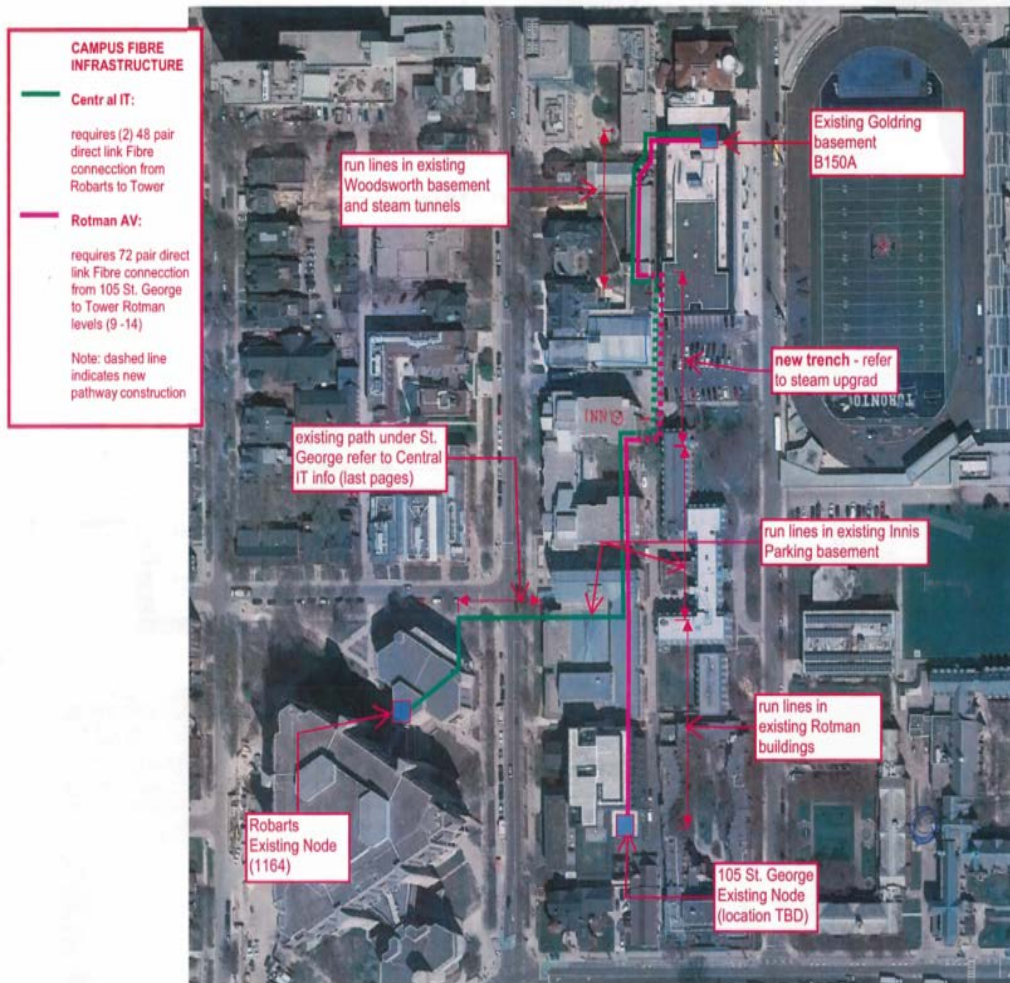 CAMPUS FIBRE
INFRASTRUCTURE
Central IT:
requires (2) 48 pair
direct link Fibre
connecction from
Robarts to Tower
Rotman AV:
requires 72 pair direct
link Fibre connecction
from 105 St. George
to Tower Rotman
levels (9 -14)
Note: dashed line
indicates new
pathway construction
run lines in existing
Woodsworth basement
and steam tunnels
Existing Goldring
basement
B150A
new trench - refer
to steam upgrad
TORONTO
INNI
existing path under St.
George refer to Central
IT info (last pages)
run lines in existing Innis
Parking basement
run lines in
existing Rotman
buildings
Robarts
Existing Node
(1164)
105 St. George
Existing Node
(location TBD)